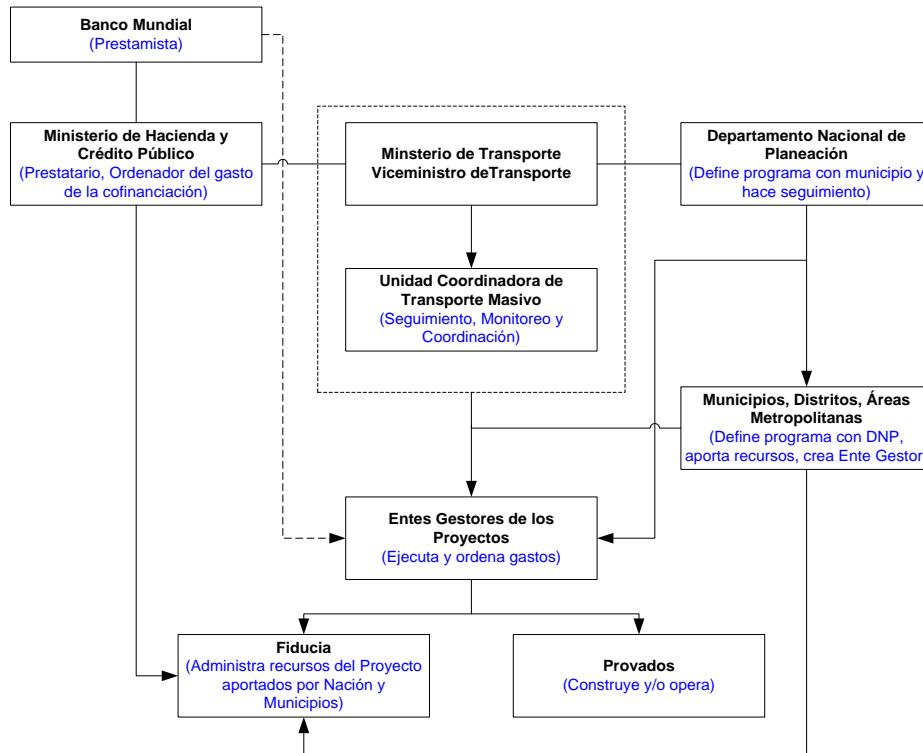 Banco Mundial
(Prestamista)
Ministerio de Hacienda y
Crédito Público
(Prestatario, Ordenador del gasto
de la cofinanciación)
Minsterio de Transporte
Viceministro deTransporte
Departamento Nacional de
Planeación
(Define programa con municipio y
hace seguimiento)
Unidad Coordinadora de
Transporte Masivo
(Seguimiento, Monitoreo y
Coordinación)
Municipios, Distritos, Áreas
Metropolitanas
(Define programa con DNP,
aporta recursos, crea Ente Gestor
Entes Gestores de los
Proyectos
(Ejecuta y ordena gastos)
Fiducia
(Administra recursos del Proyecto
aportados por Nación y
Municipios)
Provados
(Construye y/o opera)